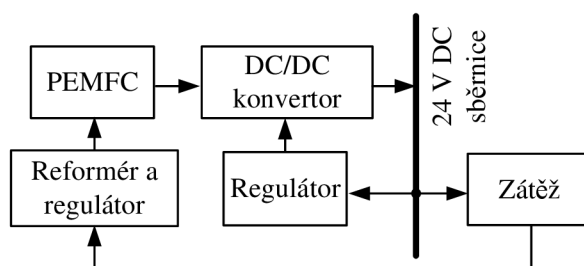 PEMFC
DC/DC
konvertor
24 V DC
sběrnice
Reformér a
regulátor
Regulátor
Zátěž